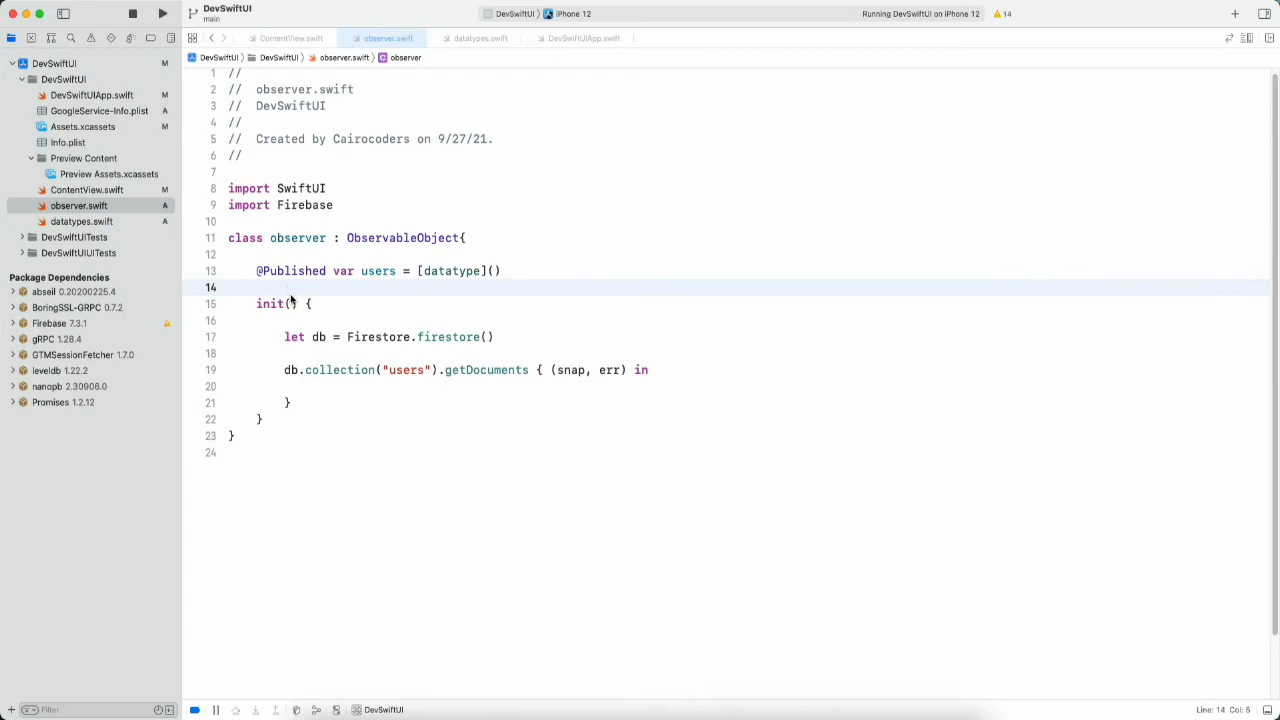 DevSwiftUI
main
DevSwiftUI 〉 iPhone 12
Running DevSwiftUI on iPhone 12
14
ContentView.swift
observer.swift
datatypes.swift
DevSwiftUIApp.swift
DevSwiftUI 〉 DevSwiftUI 〉 observer.swift 〉 C observer
DevSwiftUI M
DevSwiftUI
DevSwiftUIApp.swift M
GoogleService-Info.plist A
Assets.xcassets M
Info.plist
Preview Content
Preview Assets.xcassets
ContentView.swift M
observer.swift A
datatypes.swift A
DevSwiftUITests
DevSwiftUIUITests
Package Dependencies
abseil 0.20200225.4
BoringSSL-GRPC 0.7.2
Firebase 7.3.1
gRPC 1.28.4
GTMSessionFetcher 1.7.0
leveldb 1.22.2
nanopb 2.30906.0
Promises 1.2.12
Filter
1 //
2 //  observer.swift
3 //  DevSwiftUI
4 //
5 //  Created by Cairocoders on 9/27/21.
6 //
7
8 import SwiftUI
9 import Firebase
10
11 class observer : ObservableObject{
12
13     @Published var users = [datatype]()
14
15     init() {
16
17         let db = Firestore.firestore()
18
19         db.collection("users").getDocuments { (snap, err) in
20
21         }
22     }
23 }
24
DevSwiftUI
Line: 14 Col: 5